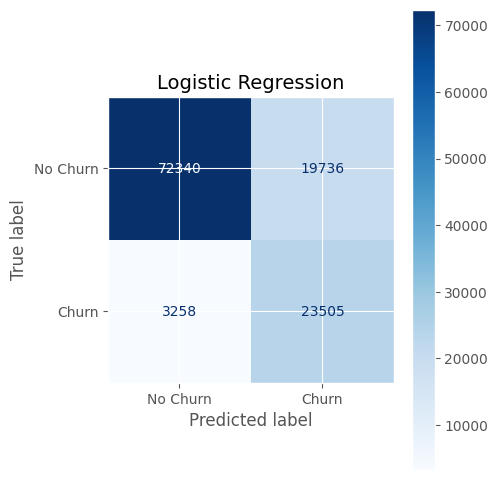 Logistic Regression
True label
No Churn
72340
19736
Churn
3258
23505
No Churn
Churn
Predicted label
70000
60000
50000
40000
30000
20000
10000